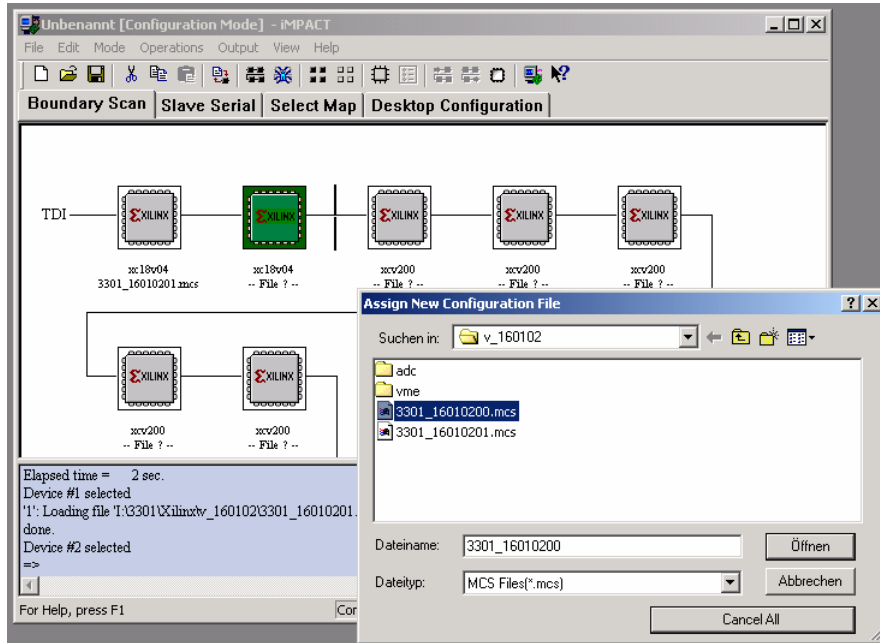 Unbenannt [Configuration Mode] - iMPACT
File Edit Mode Operations Output View Help
Boundary Scan Slave Serial Select Map Desktop Configuration
TDI XILINX XILINX XILINX XILINX XILINX
xc18v04 xc18v04 xcv200 xcv200 xcv200
3301_16010201.mcs -- File ? -- -- File ? -- -- File ? -- -- File ? --
XILINX XILINX
xcv200 xcv200
-- File ? -- -- File ? --
Elapsed time = 2 sec.
Device #1 selected
'1': Loading file 'I:\3301\Xilinx\v_160102\3301_16010201.
done.
Device #2 selected
=>
For Help, press F1 Cor
Assign New Configuration File
Suchen in: v_160102
adc
vme
3301_16010200.mcs
3301_16010201.mcs
Dateiname: 3301_16010200 Öffnen
Dateityp: MCS Files(*.mcs) Abbrechen
Cancel All